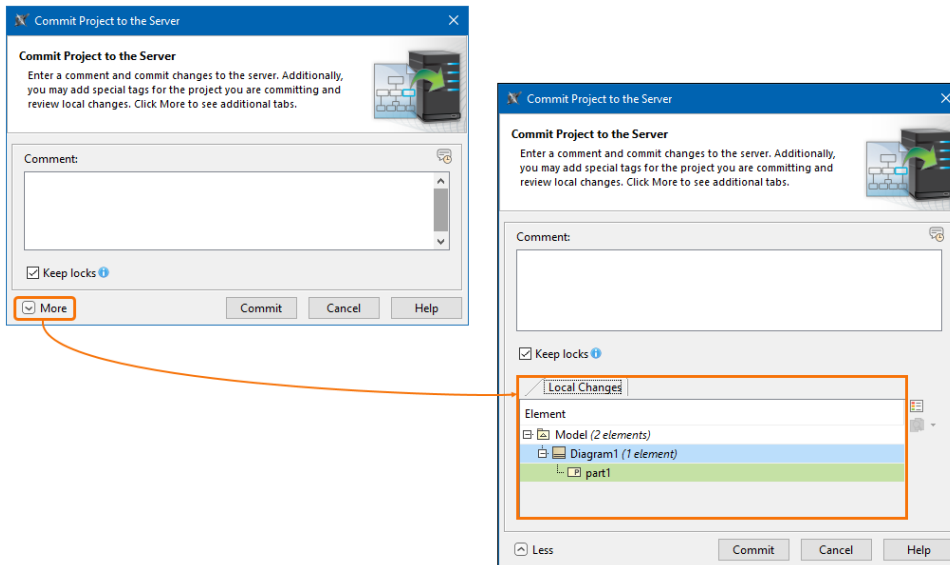 Commit Project to the Server
Commit Project to the Server
Enter a comment and commit changes to the server. Additionally,
you may add special tags for the project you are committing and
review local changes. Click More to see additional tabs.
Comment:
Keep locks
More
Commit
Cancel
Help
Commit Project to the Server
Commit Project to the Server
Enter a comment and commit changes to the server. Additionally,
you may add special tags for the project you are committing and
review local changes. Click More to see additional tabs.
Comment:
Keep locks
Local Changes
Element
Model (2 elements)
Diagram1 (1 element)
P part1
Less
Commit
Cancel
Help